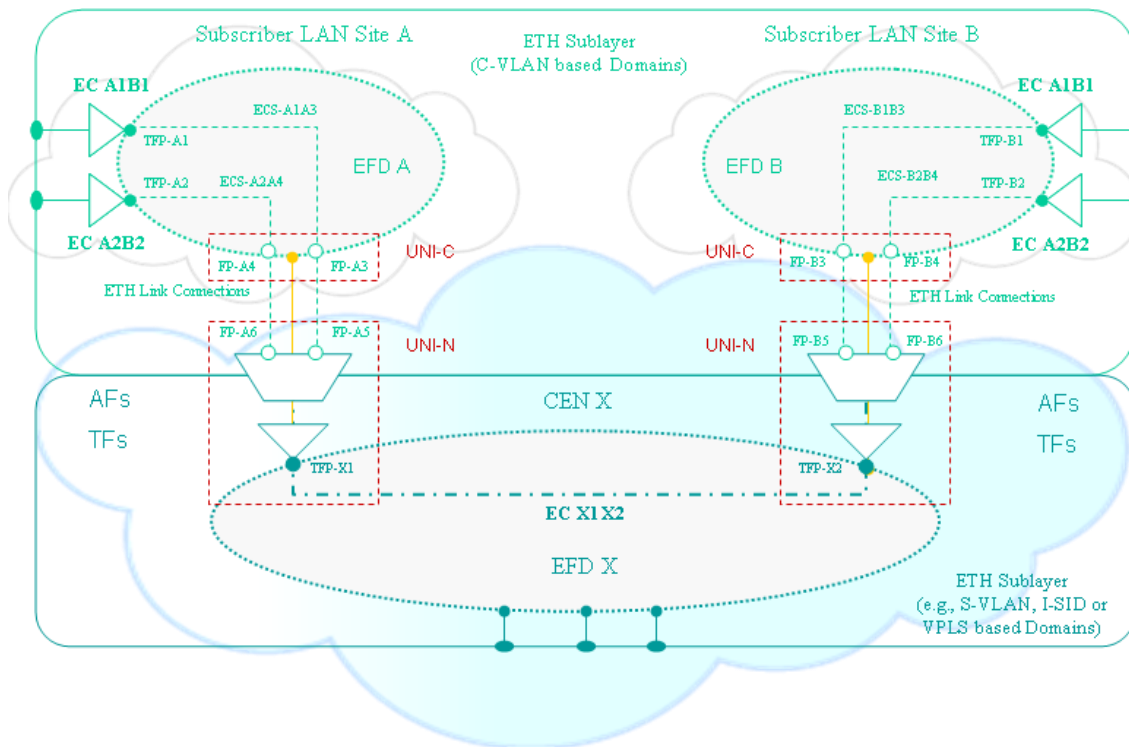 Subscriber LAN Site A
Subscriber LAN Site B
ETH Sublayer
(C-VLAN based Domains)
EC A1B1
EC A1B1
ECS-A1A3
ECS-B1B3
TFP-A1
TFP-B1
EFD A
EFD B
TFP-A2
ECS-A2A4
ECS-B2B4
TFP-B2
EC A2B2
EC A2B2
UNI-C
UNI-C
FP-A4
FP-A3
FP-B3
FP-B4
ETH Link Connections
ETH Link Connections
FP-A6
FP-A5
FP-B5
FP-B6
UNI-N
UNI-N
AFs
CEN X
AFs
TFs
TFs
TFP-X1
TFP-X2
EC X1X2
EFD X
ETH Sublayer
(e.g., S-VLAN, I-SID or
VPLS based Domains)